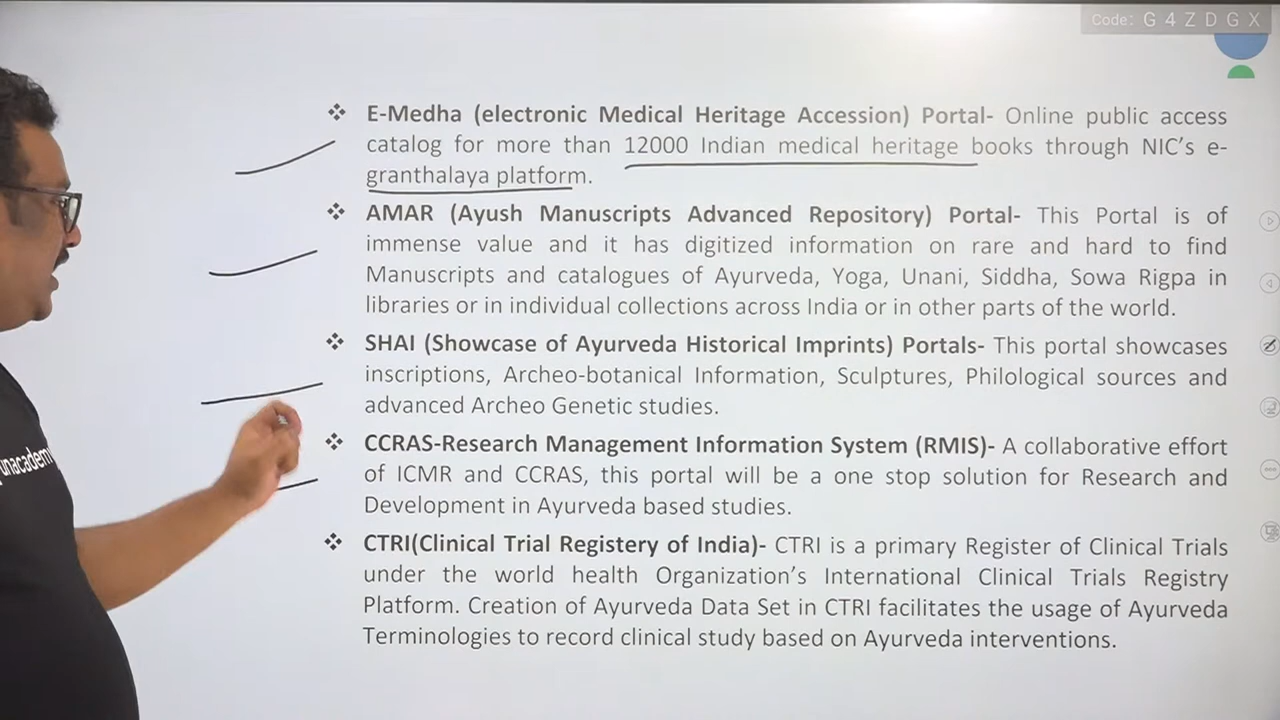 Code: G4ZDGX
❖ E-Medha (electronic Medical Heritage Accession) Portal- Online public access
catalog for more than 12000 Indian medical heritage books through NIC's e-
granthalaya platform.
❖ AMAR (Ayush Manuscripts Advanced Repository) Portal- This Portal is of
immense value and it has digitized information on rare and hard to find
Manuscripts and catalogues of Ayurveda, Yoga, Unani, Siddha, Sowa Rigpa in
libraries or in individual collections across India or in other parts of the world.
❖ SHAI (Showcase of Ayurveda Historical Imprints) Portals- This portal showcases
inscriptions, Archeo-botanical Information, Sculptures, Philological sources and
advanced Archeo Genetic studies.
❖ CCRAS-Research Management Information System (RMIS)- A collaborative effort
of ICMR and CCRAS, this portal will be a one stop solution for Research and
Development in Ayurveda based studies.
❖ CTRI(Clinical Trial Registery of India)- CTRI is a primary Register of Clinical Trials
under the world health Organization's International Clinical Trials Registry
Platform. Creation of Ayurveda Data Set in CTRI facilitates the usage of Ayurveda
Terminologies to record clinical study based on Ayurveda interventions.
unacadem